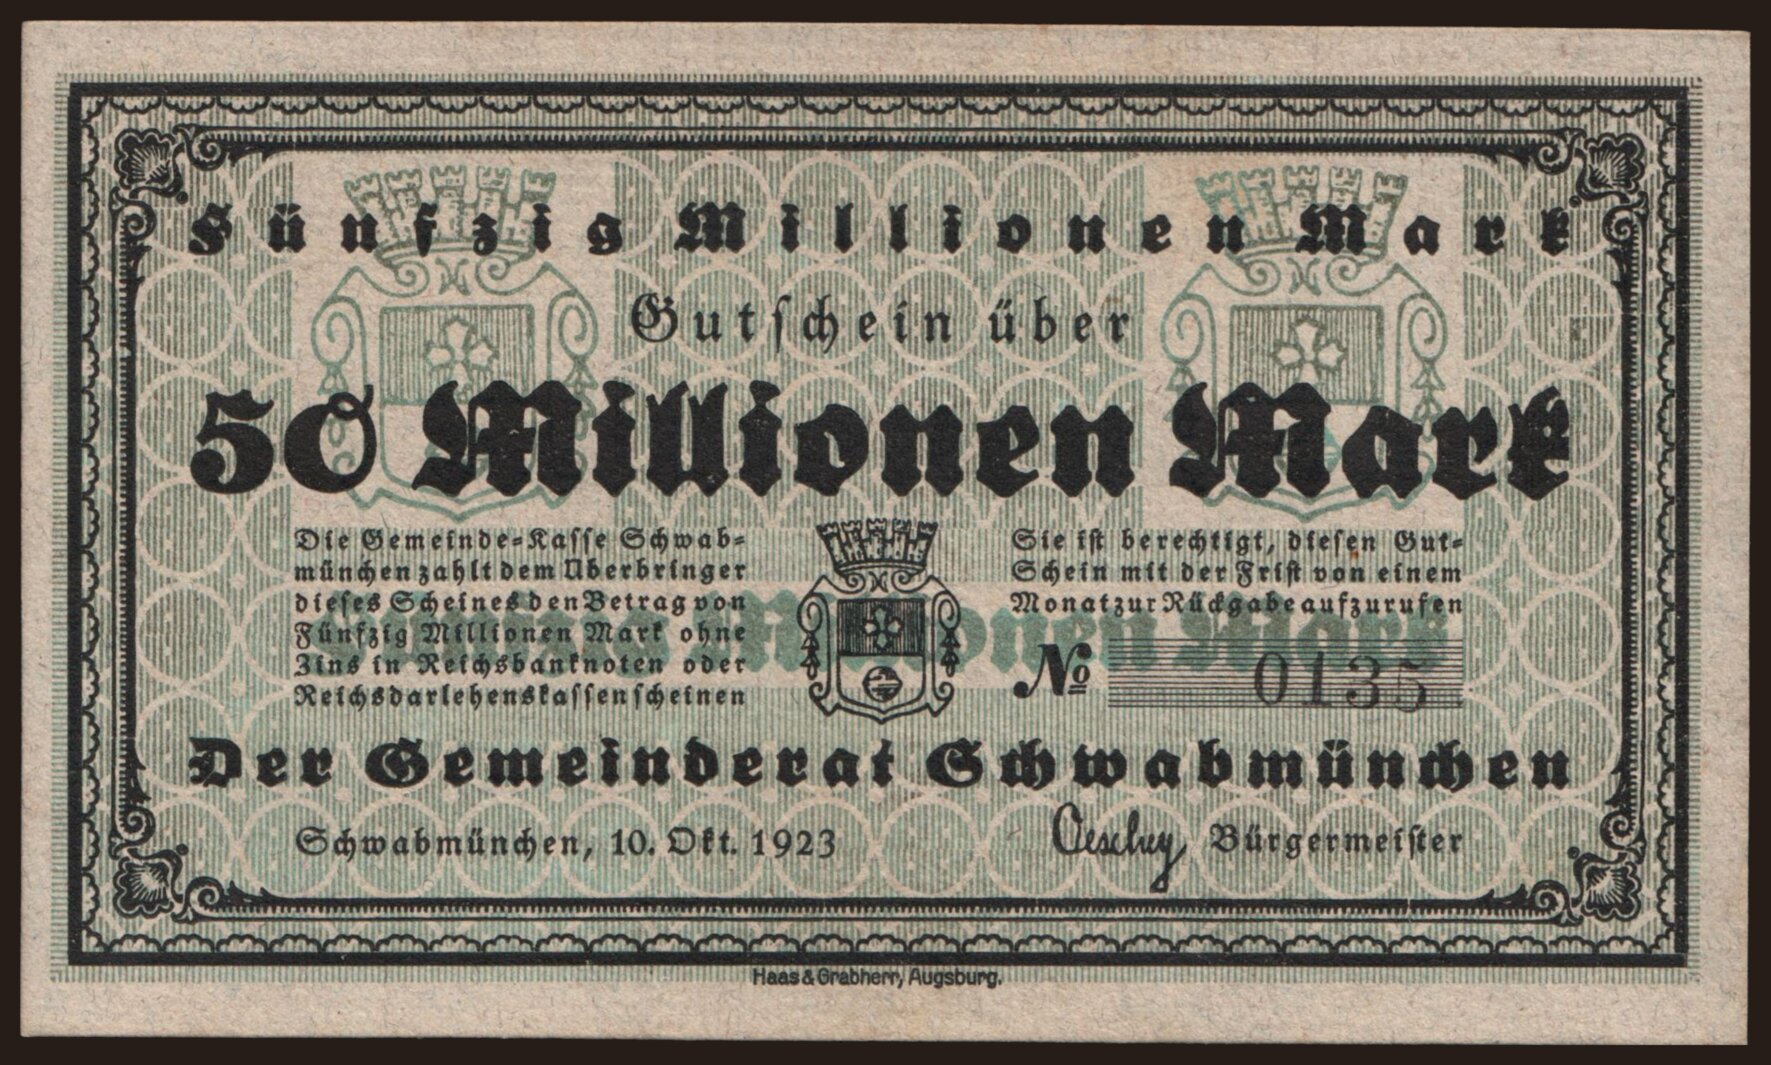 Fünfzig Millionen Mark
Gutschein über
50 Millionen Mark
Die Gemeinde-Kasse Schwab-
münchen zahlt dem Überbringer
dieses Scheines den Betrag von
Fünfzig Millionen Mark ohne
Zins in Reichsbanknoten oder
Reichsdarlehenskassenscheinen
Sie ist berechtigt, diesen Gut-
Schein mit der Frist von einem
Monat zur Rückgabe aufzurufen
No 0135
Der Gemeinderat Schwabmünchen
Schwabmünchen, 10. Okt. 1923
Oeschey Bürgermeister
Haas & Grabherr, Augsburg.